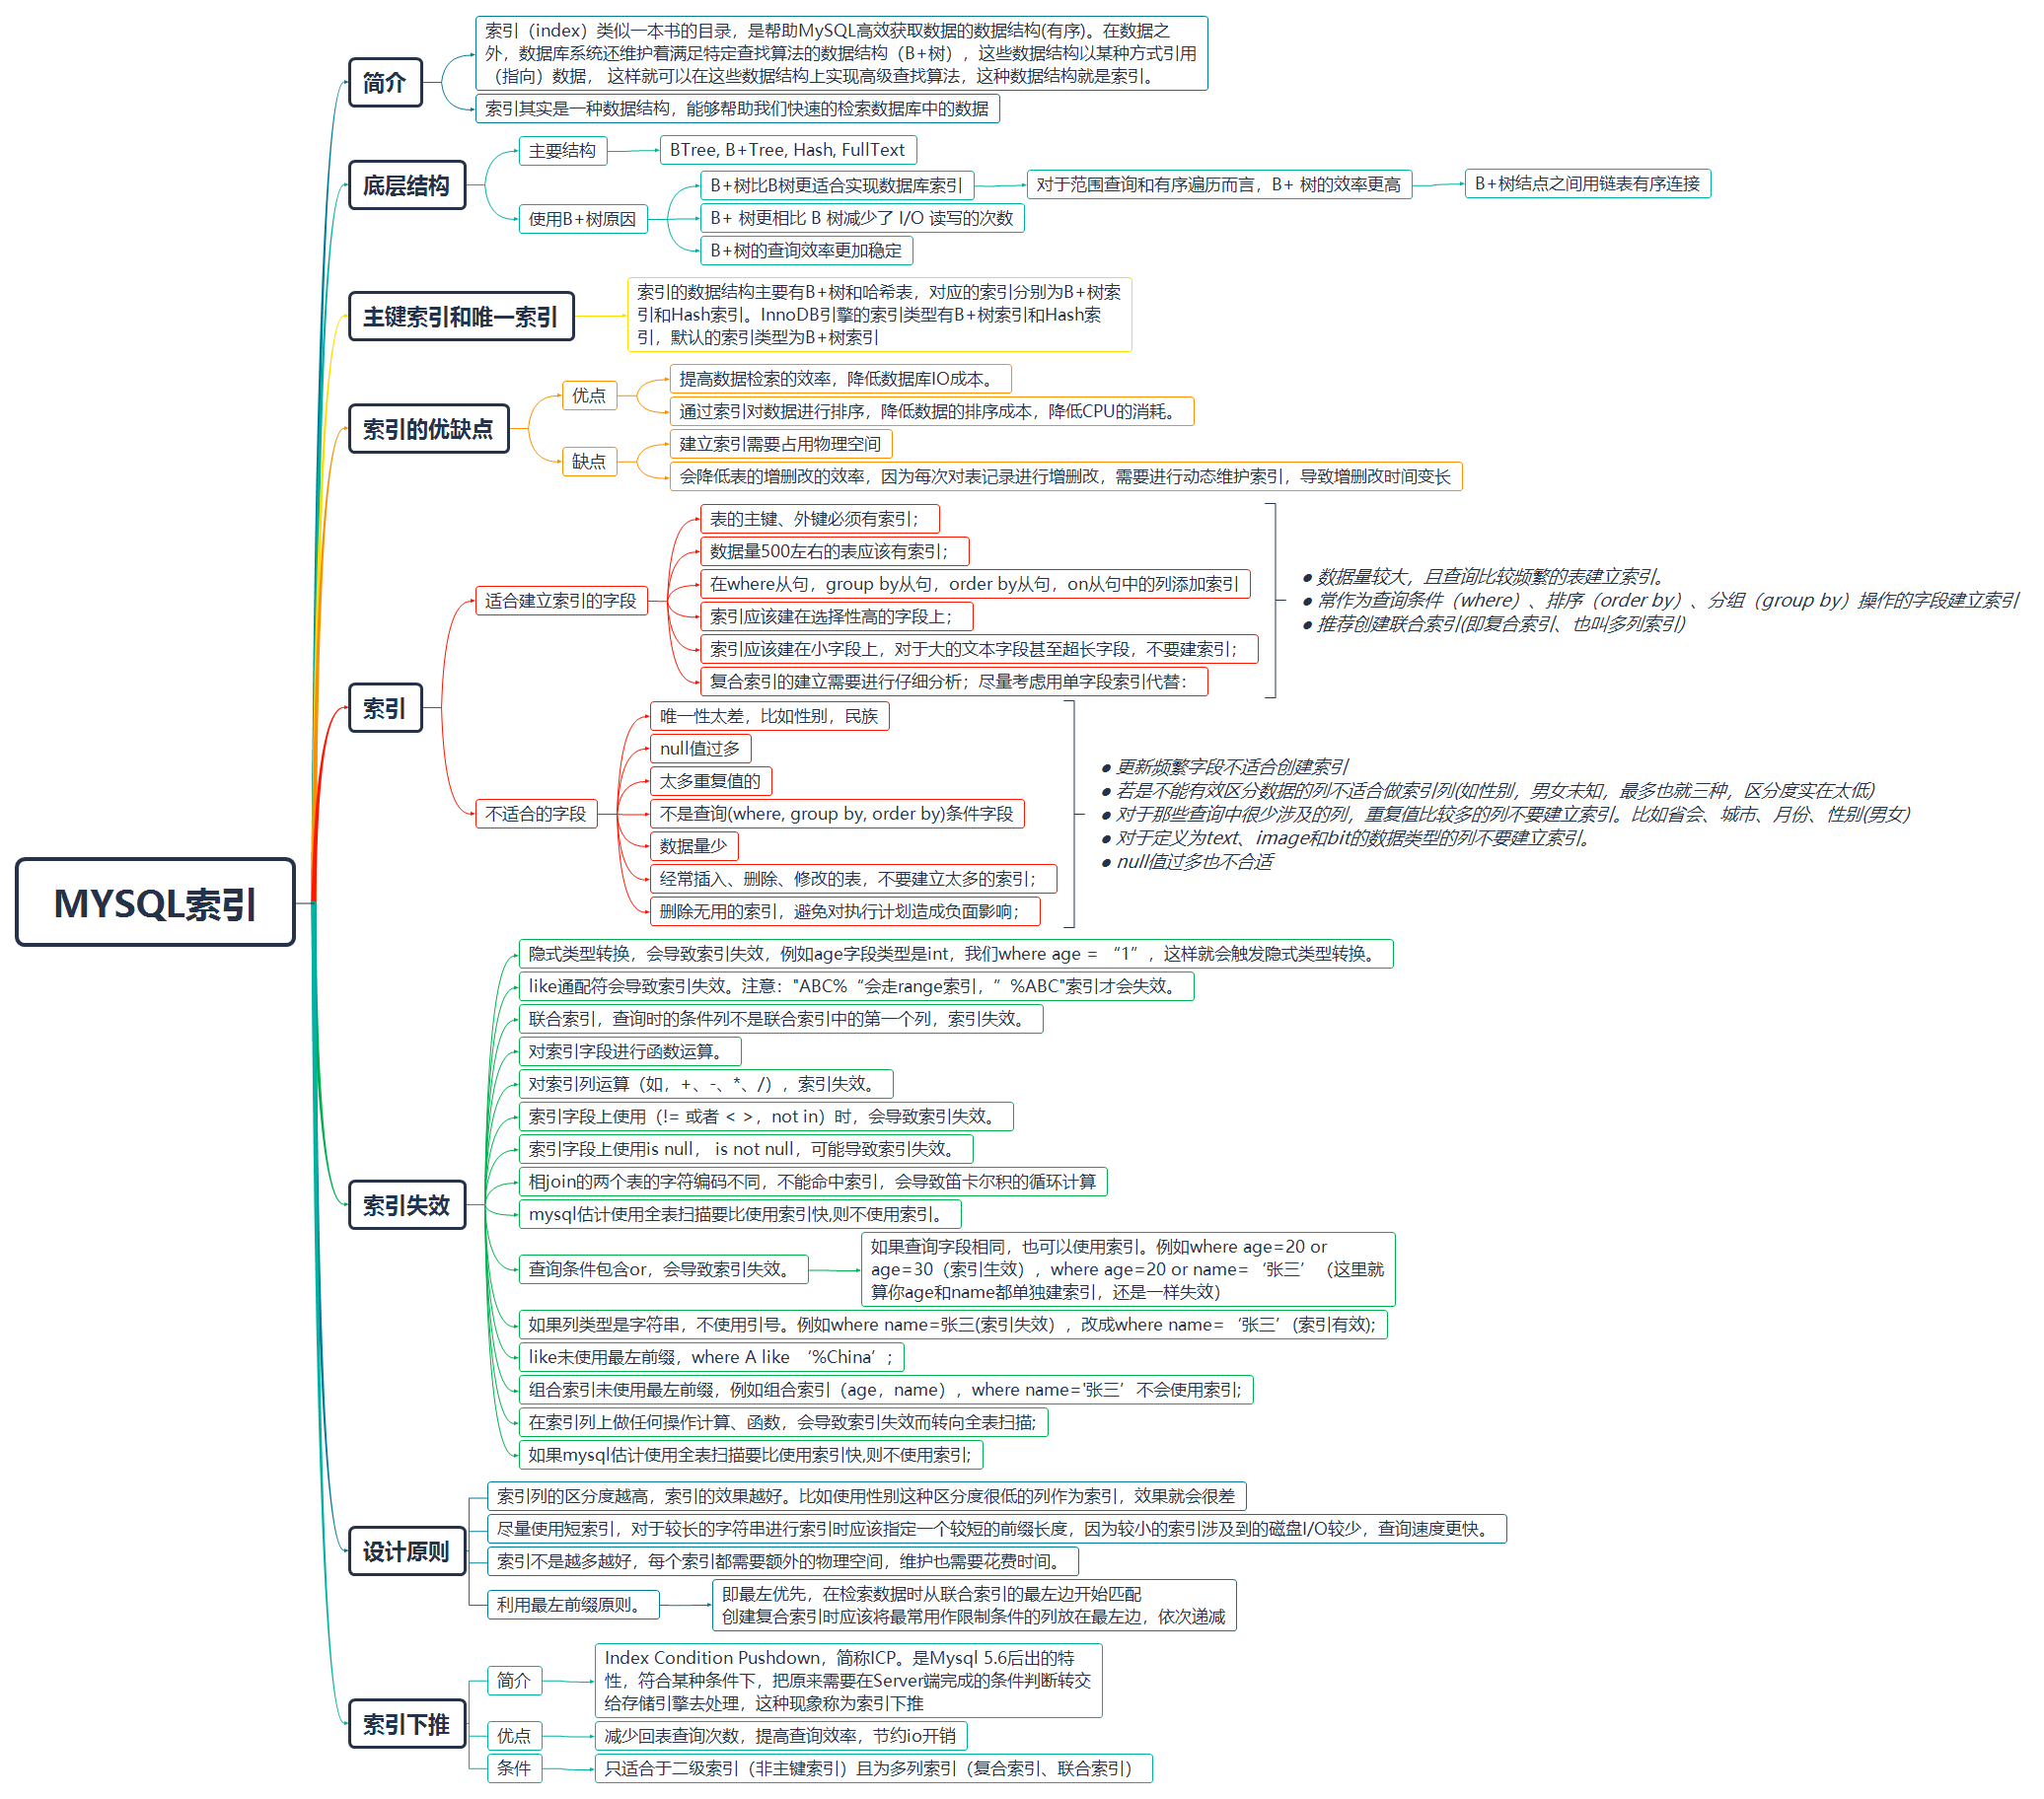 MYSQL索引
简介
索引（index）类似一本书的目录，是帮助MySQL高效获取数据的数据结构(有序)。在数据之
外，数据库系统还维护着满足特定查找算法的数据结构（B+树），这些数据结构以某种方式引用
（指向）数据， 这样就可以在这些数据结构上实现高级查找算法，这种数据结构就是索引。
索引其实是一种数据结构，能够帮助我们快速的检索数据库中的数据
底层结构
主要结构
BTree, B+Tree, Hash, FullText
使用B+树原因
B+树比B树更适合实现数据库索引
对于范围查询和有序遍历而言，B+ 树的效率更高
B+树结点之间用链表有序连接
B+ 树更相比 B 树减少了 I/O 读写的次数
B+树的查询效率更加稳定
主键索引和唯一索引
索引的数据结构主要有B+树和哈希表，对应的索引分别为B+树索
引和Hash索引。InnoDB引擎的索引类型有B+树索引和Hash索
引，默认的索引类型为B+树索引
索引的优缺点
优点
提高数据检索的效率，降低数据库IO成本。
通过索引对数据进行排序，降低数据的排序成本，降低CPU的消耗。
缺点
建立索引需要占用物理空间
会降低表的增删改的效率，因为每次对表记录进行增删改，需要进行动态维护索引，导致增删改时间变长
索引
适合建立索引的字段
表的主键、外键必须有索引；
数据量500左右的表应该有索引；
在where从句，group by从句，order by从句，on从句中的列添加索引
索引应该建在选择性高的字段上；
索引应该建在小字段上，对于大的文本字段甚至超长字段，不要建索引；
复合索引的建立需要进行仔细分析；尽量考虑用单字段索引代替：
● 数据量较大，且查询比较频繁的表建立索引。
● 常作为查询条件（where）、排序（order by）、分组（group by）操作的字段建立索引
● 推荐创建联合索引(即复合索引、也叫多列索引)
不适合的字段
唯一性太差，比如性别，民族
null值过多
太多重复值的
不是查询(where, group by, order by)条件字段
数据量少
经常插入、删除、修改的表，不要建立太多的索引；
删除无用的索引，避免对执行计划造成负面影响；
● 更新频繁字段不适合创建索引
● 若是不能有效区分数据的列不适合做索引列(如性别，男女未知，最多也就三种，区分度实在太低)
● 对于那些查询中很少涉及的列，重复值比较多的列不要建立索引。比如省会、城市、月份、性别(男女)
● 对于定义为text、image和bit的数据类型的列不要建立索引。
● null值过多也不合适
索引失效
隐式类型转换，会导致索引失效，例如age字段类型是int，我们where age = “1”，这样就会触发隐式类型转换。
like通配符会导致索引失效。注意："ABC%“会走range索引，”%ABC"索引才会失效。
联合索引，查询时的条件列不是联合索引中的第一个列，索引失效。
对索引字段进行函数运算。
对索引列运算（如，+、-、*、/），索引失效。
索引字段上使用（!= 或者 < >，not in）时，会导致索引失效。
索引字段上使用is null， is not null，可能导致索引失效。
相join的两个表的字符编码不同，不能命中索引，会导致笛卡尔积的循环计算
mysql估计使用全表扫描要比使用索引快,则不使用索引。
查询条件包含or，会导致索引失效。
如果查询字段相同，也可以使用索引。例如where age=20 or
age=30（索引生效），where age=20 or name=‘张三’（这里就
算你age和name都单独建索引，还是一样失效）
如果列类型是字符串，不使用引号。例如where name=张三(索引失效），改成where name=‘张三’(索引有效);
like未使用最左前缀，where A like ‘%China’;
组合索引未使用最左前缀，例如组合索引（age，name），where name='张三’不会使用索引;
在索引列上做任何操作计算、函数，会导致索引失效而转向全表扫描;
如果mysql估计使用全表扫描要比使用索引快,则不使用索引;
设计原则
索引列的区分度越高，索引的效果越好。比如使用性别这种区分度很低的列作为索引，效果就会很差
尽量使用短索引，对于较长的字符串进行索引时应该指定一个较短的前缀长度，因为较小的索引涉及到的磁盘I/O较少，查询速度更快。
索引不是越多越好，每个索引都需要额外的物理空间，维护也需要花费时间。
利用最左前缀原则。
即最左优先，在检索数据时从联合索引的最左边开始匹配
创建复合索引时应该将最常用作限制条件的列放在最左边，依次递减
索引下推
简介
Index Condition Pushdown，简称ICP。是Mysql 5.6后出的特
性，符合某种条件下，把原来需要在Server端完成的条件判断转交
给存储引擎去处理，这种现象称为索引下推
优点
减少回表查询次数，提高查询效率，节约io开销
条件
只适合于二级索引（非主键索引）且为多列索引（复合索引、联合索引）